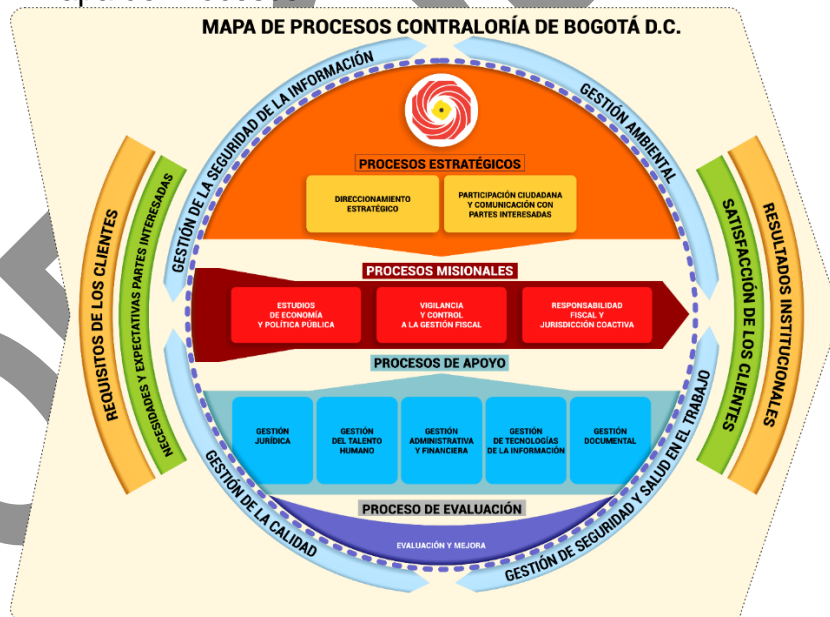 MAPA DE PROCESOS CONTRALORÍA DE BOGOTÁ D.C.
GESTIÓN DE LA SEGURIDAD DE LA INFORMACIÓN
GESTIÓN AMBIENTAL
REQUISITOS DE LOS CLIENTES
NECESIDADES Y EXPECTATIVAS PARTES INTERESADAS
PROCESOS ESTRATÉGICOS
DIRECCIONAMIENTO
ESTRATÉGICO
PARTICIPACIÓN CIUDADANA
Y COMUNICACIÓN CON
PARTES INTERESADAS
PROCESOS MISIONALES
ESTUDIOS
DE ECONOMÍA
Y POLÍTICA PÚBLICA
VIGILANCIA
Y CONTROL
A LA GESTIÓN FISCAL
RESPONSABILIDAD
FISCAL Y
JURISDICCIÓN COACTIVA
PROCESOS DE APOYO
GESTIÓN
JURÍDICA
GESTIÓN
DEL TALENTO
HUMANO
GESTIÓN
ADMINISTRATIVA
Y FINANCIERA
GESTIÓN
DE TECNOLOGÍAS
DE LA INFORMACIÓN
GESTIÓN
DOCUMENTAL
PROCESO DE EVALUACIÓN
EVALUACIÓN Y MEJORA
GESTIÓN DE LA CALIDAD
GESTIÓN DE SEGURIDAD Y SALUD EN EL TRABAJO
SATISFACCIÓN DE LOS CLIENTES
RESULTADOS INSTITUCIONALES